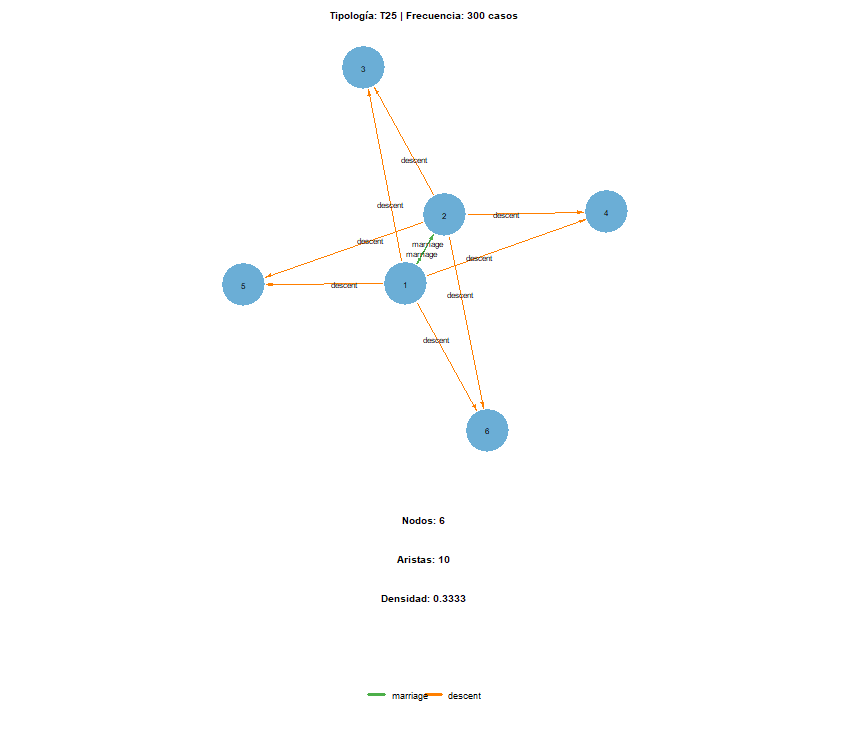 Tipología: T25 | Frecuencia: 300 casos
3
descent
2
4
descent
descent
descent
marriage
marriage
descent
5
descent
1
descent
descent
6
Nodos: 6
Aristas: 10
Densidad: 0.3333
marriage descent